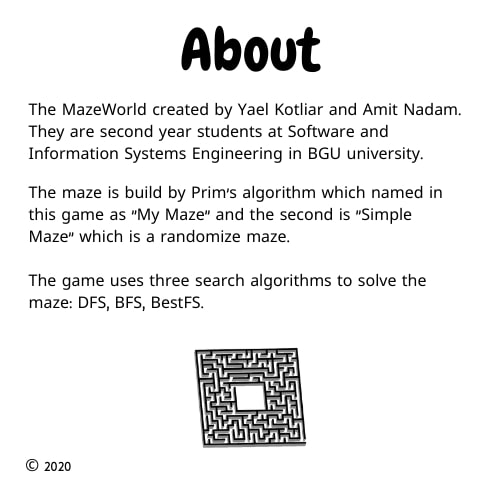 About
The MazeWorld created by Yael Kotliar and Amit Nadam.
They are second year students at Software and
Information Systems Engineering in BGU university.
The maze is build by Prim's algorithm which named in
this game as "My Maze" and the second is "Simple
Maze" which is a randomize maze.
The game uses three search algorithms to solve the
maze: DFS, BFS, BestFS.
© 2020